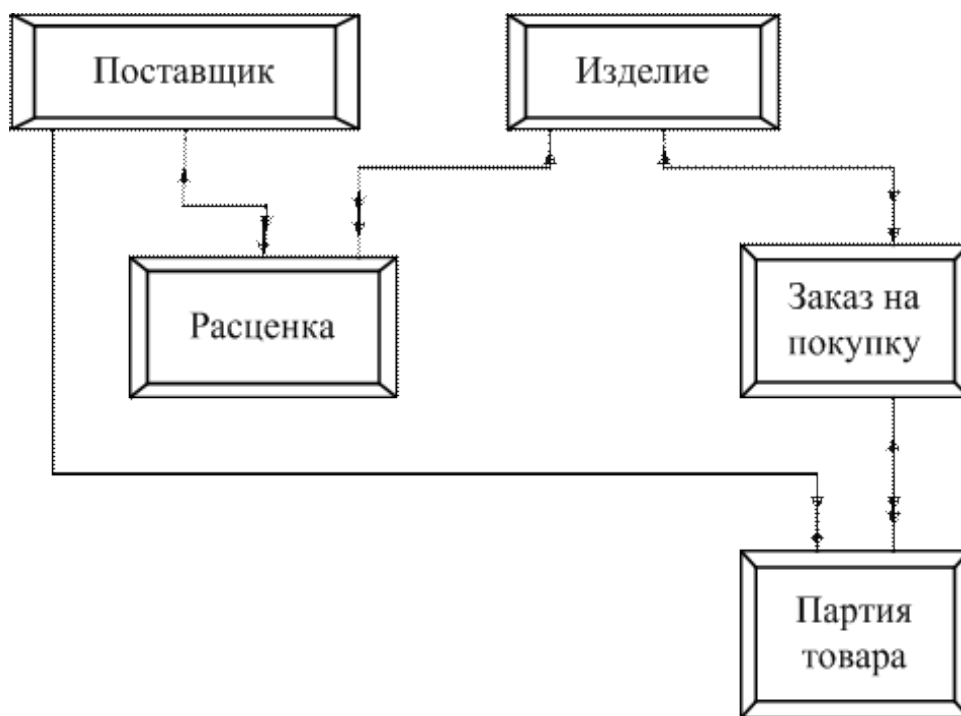 Поставщик
Изделие
Расценка
Заказ на
покупку
Партия
товара